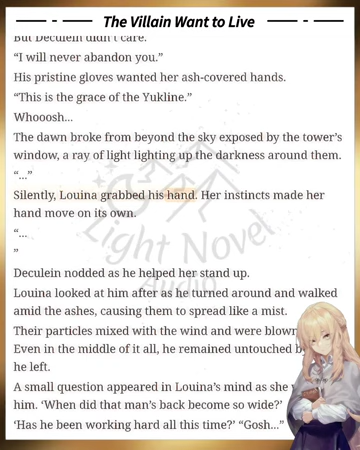 The Villain Want to Live
But Deculein didn't care.
“I will never abandon you.”
His pristine gloves wanted her ash-covered hands.
“This is the grace of the Yukline.”
Whooosh...
The dawn broke from beyond the sky exposed by the tower’s
window, a ray of light lighting up the darkness around them.
“...”
Silently, Louina grabbed his hand. Her instincts made her
hand move on its own.
“...
”
Deculein nodded as he helped her stand up.
Louina looked at him after as he turned around and walked
amid the ashes, causing them to spread like a mist.
Their particles mixed with the wind and were blown
Even in the middle of it all, he remained untouched
he left.
A small question appeared in Louina’s mind as she
him. ‘When did that man’s back become so wide?’
‘Has he been working hard all this time?’ “Gosh...”
Light Novel
Audio